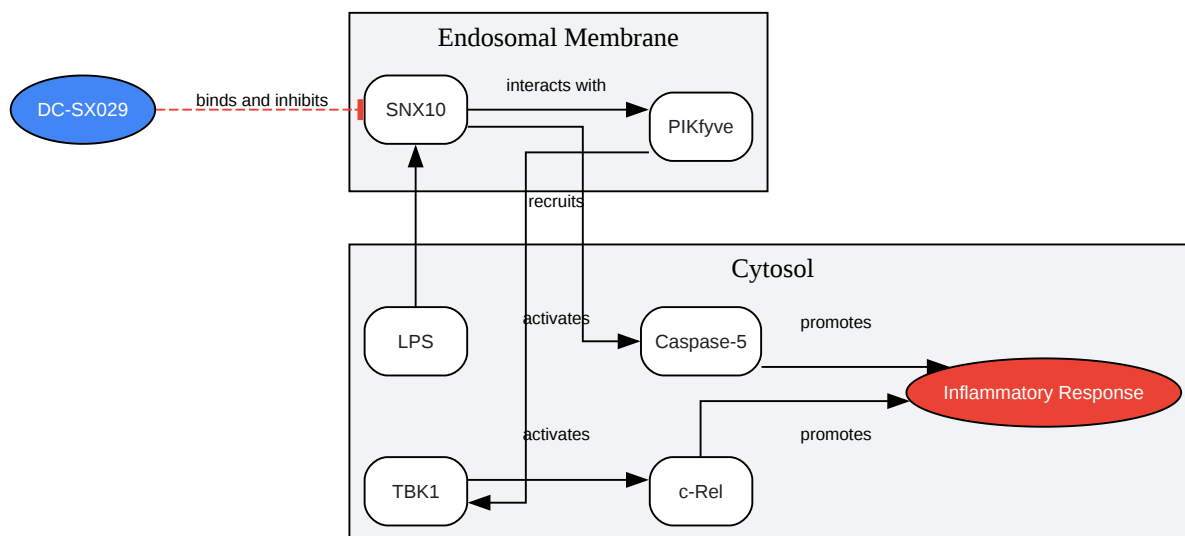 Endosomal Membrane
DC-SX029
binds and inhibits
SNX10
interacts with
PIKfyve
recruits
Cytosol
LPS
activates
Caspase-5
promotes
Inflammatory Response
TBK1
activates
c-Rel
promotes